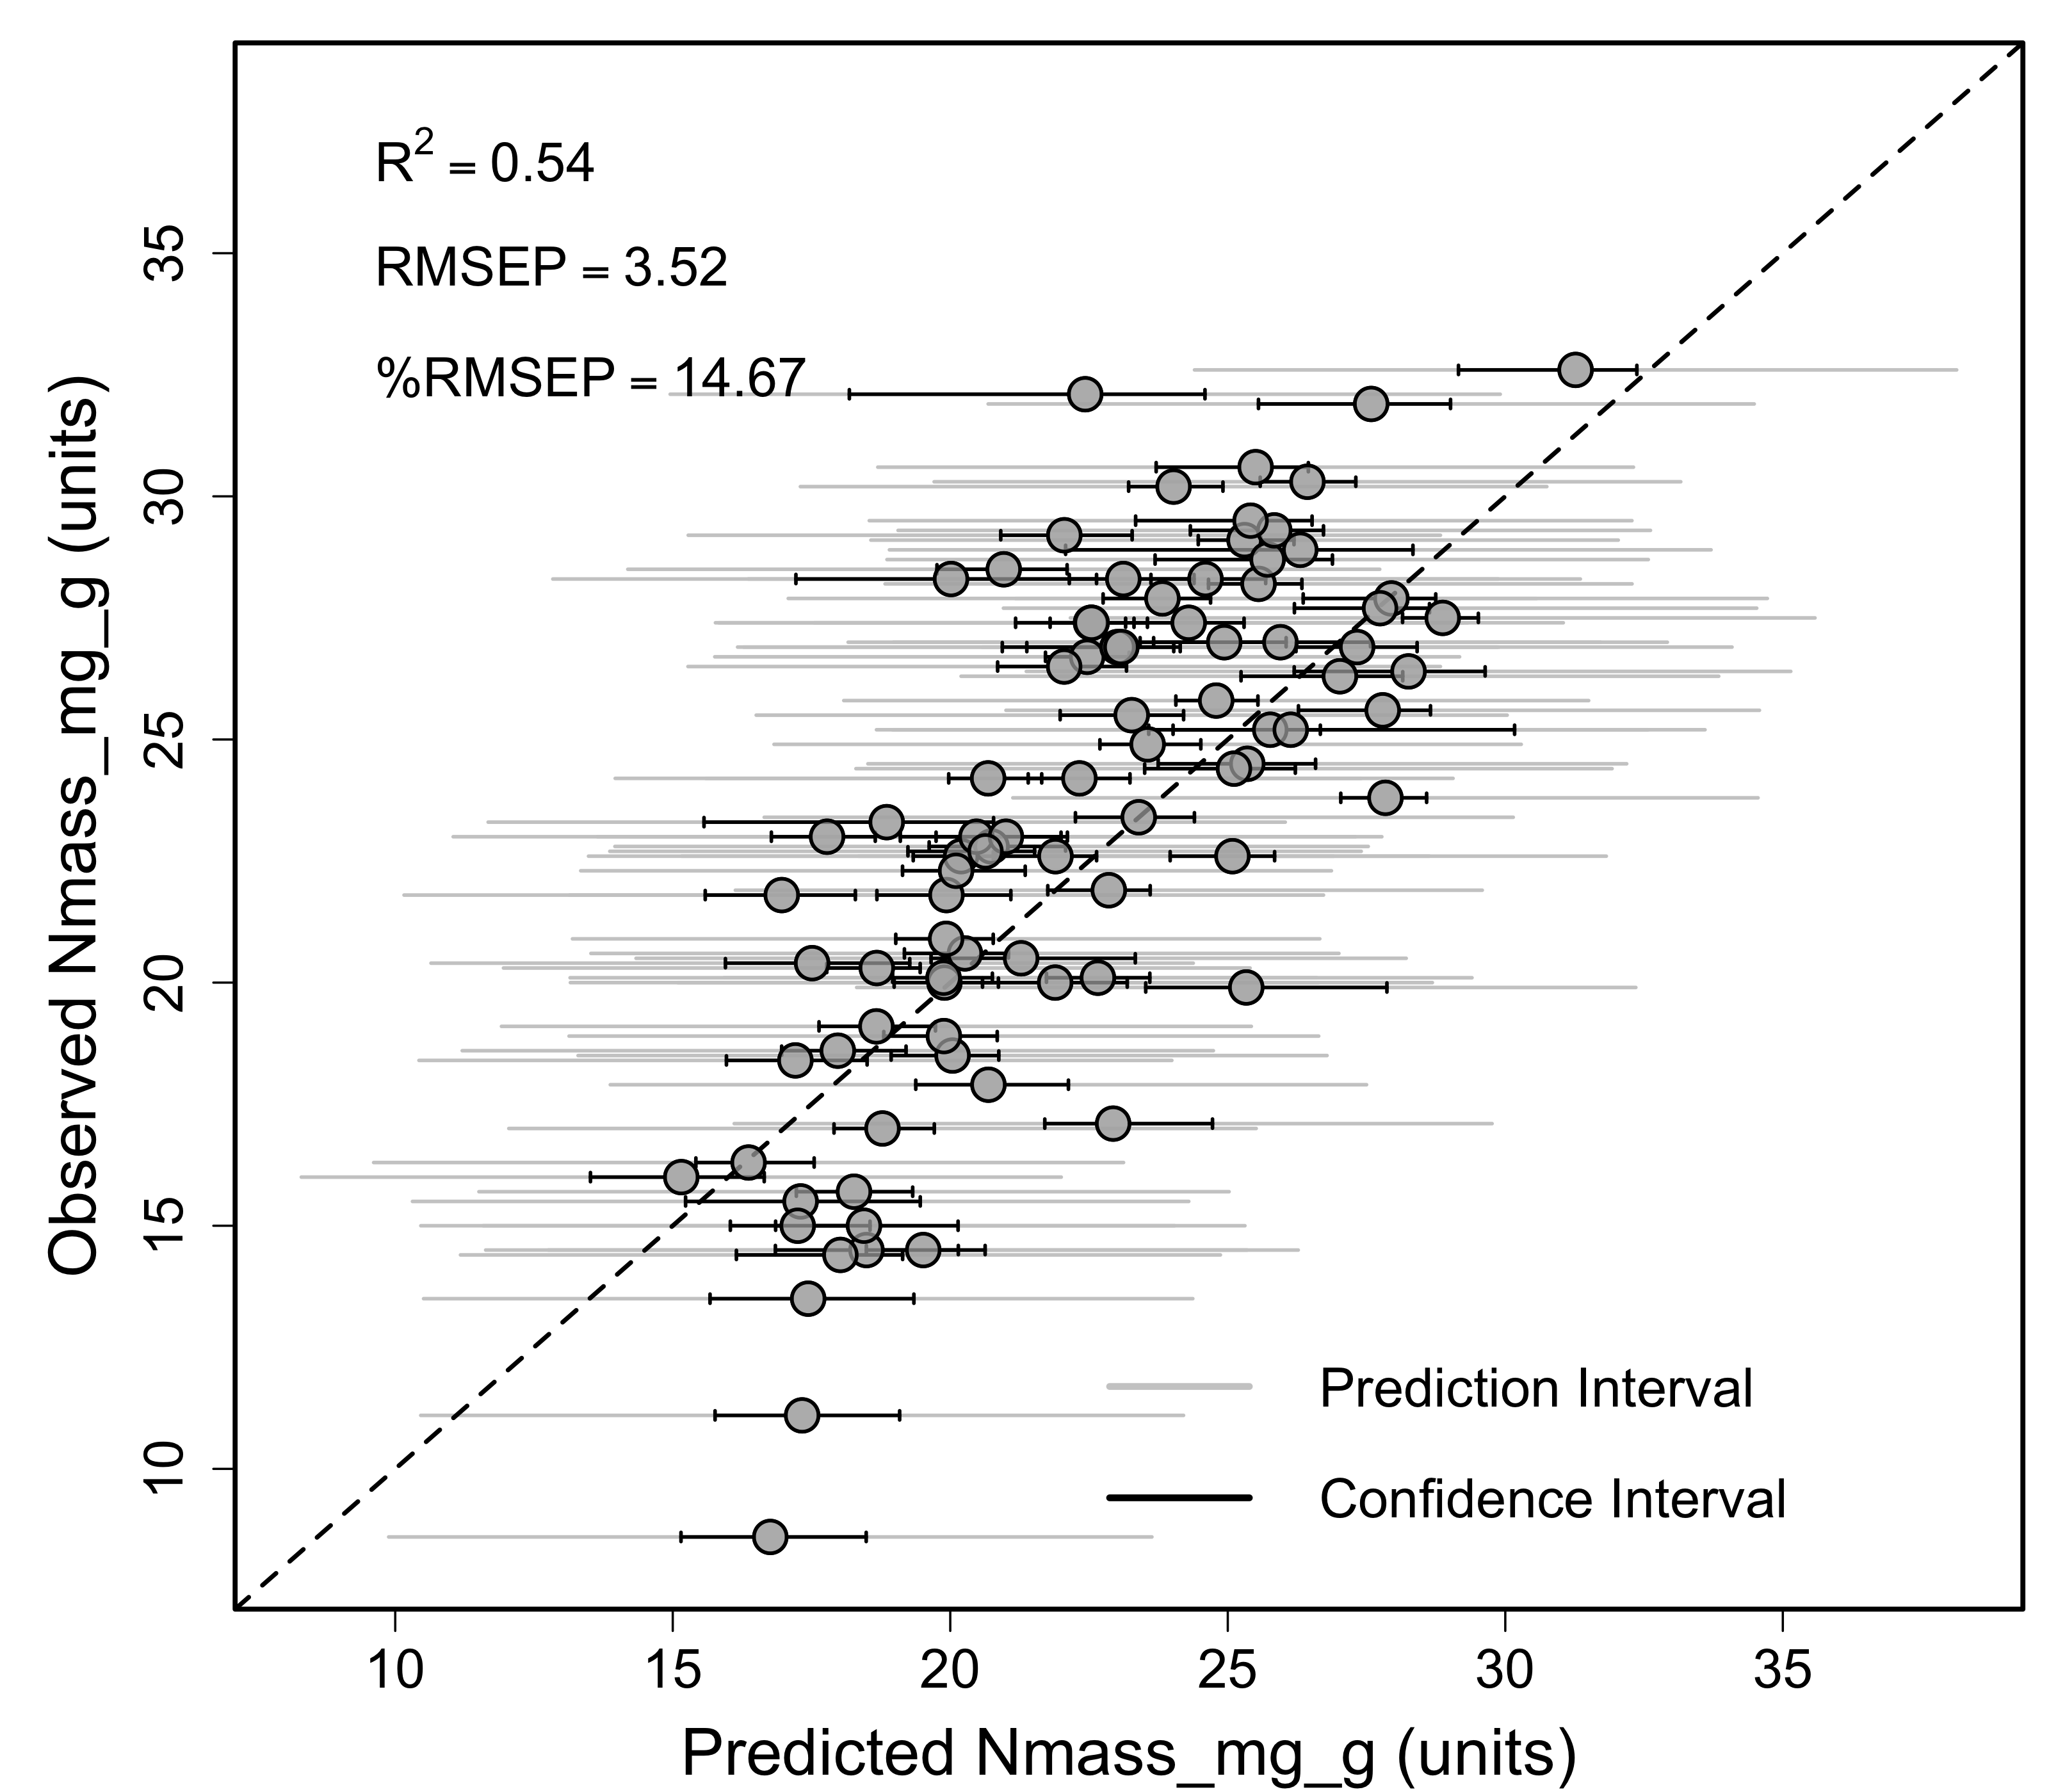 R2 = 0.54
RMSEP = 3.52
%RMSEP = 14.67
35
30
25
20
15
10
Observed Nmass_mg_g (units)
Prediction Interval
Confidence Interval
10 15 20 25 30 35
Predicted Nmass_mg_g (units)